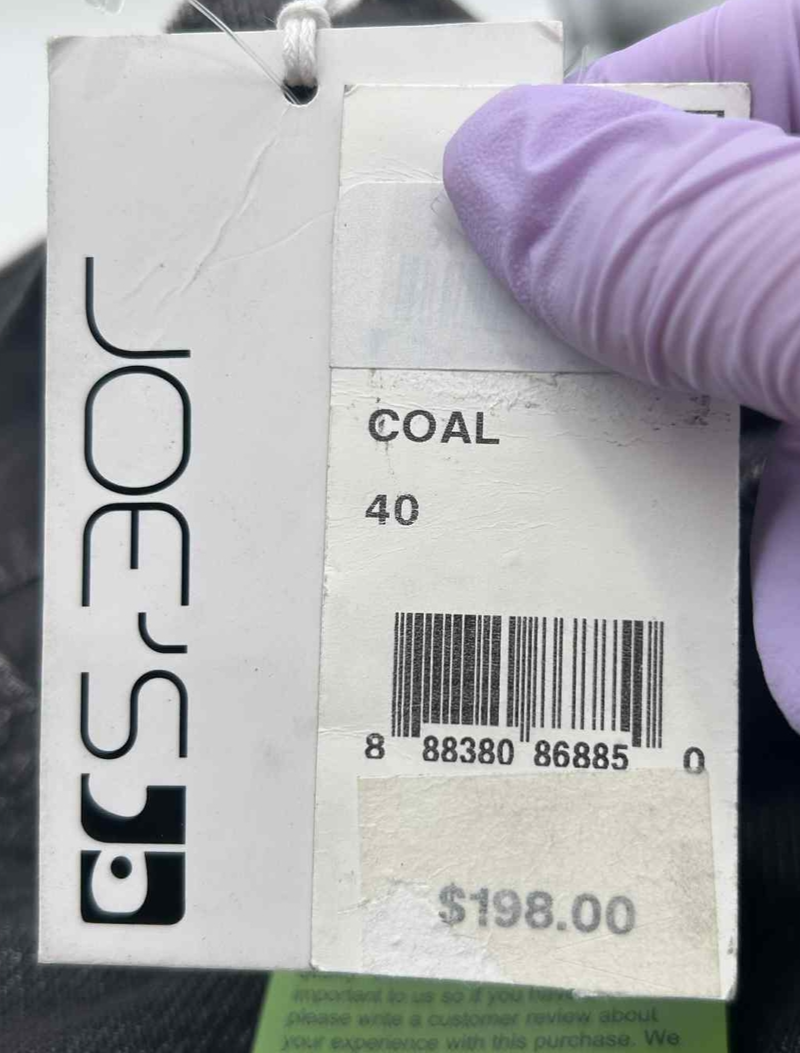 JOE'S
COAL
40
8 88380 86885 0
$198.00
important to us so if you have
please write a customer review about
your experience with this purchase. We